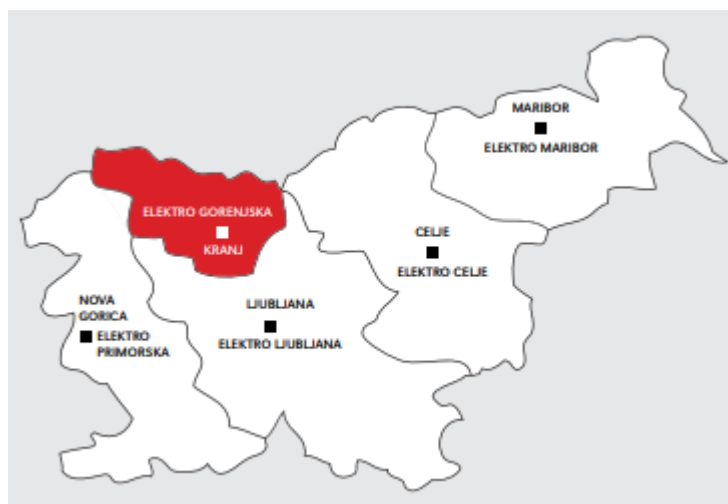 MARIBOR
ELEKTRO MARIBOR
ELEKTRO GORENJSKA
KRANJ
CELJE
ELEKTRO CELJE
NOVA
GORICA
ELEKTRO
PRIMORSKA
LJUBLJANA
ELEKTRO LJUBLJANA